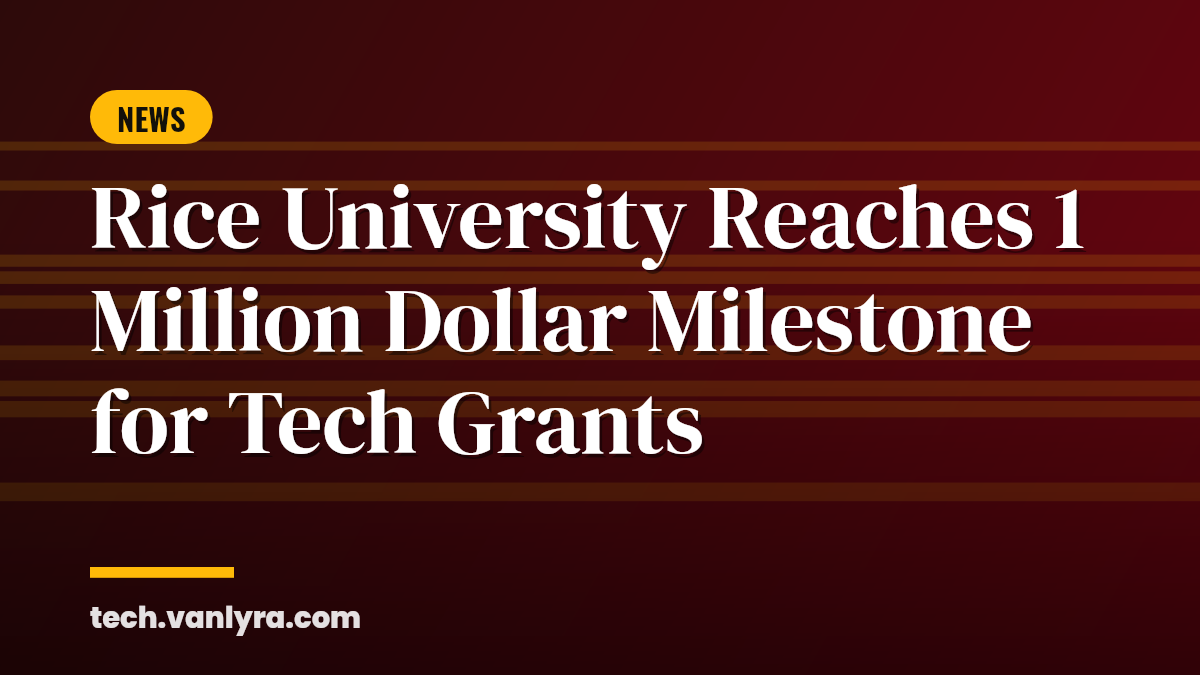 NEWS
Rice University Reaches 1
Million Dollar Milestone
for Tech Grants
tech.vanlyra.com